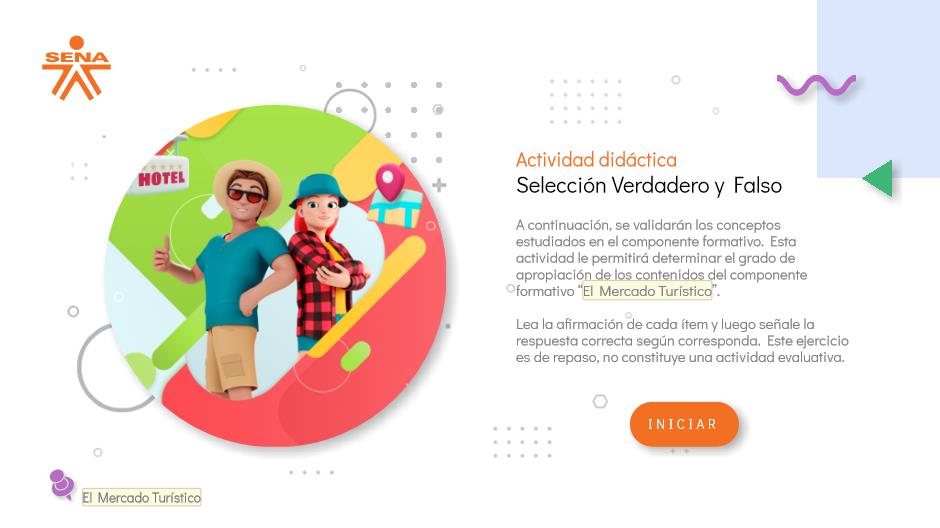 SENA
HOTEL
Actividad didáctica
Selección Verdadero y Falso
A continuación, se validarán los conceptos
estudiados en el componente formativo. Esta
actividad le permitirá determinar el grado de
apropiación de los contenidos del componente
formativo “El Mercado Turístico”.
Lea la afirmación de cada ítem y luego señale la
respuesta correcta según corresponda. Este ejercicio
es de repaso, no constituye una actividad evaluativa.
INICIAR
El Mercado Turístico